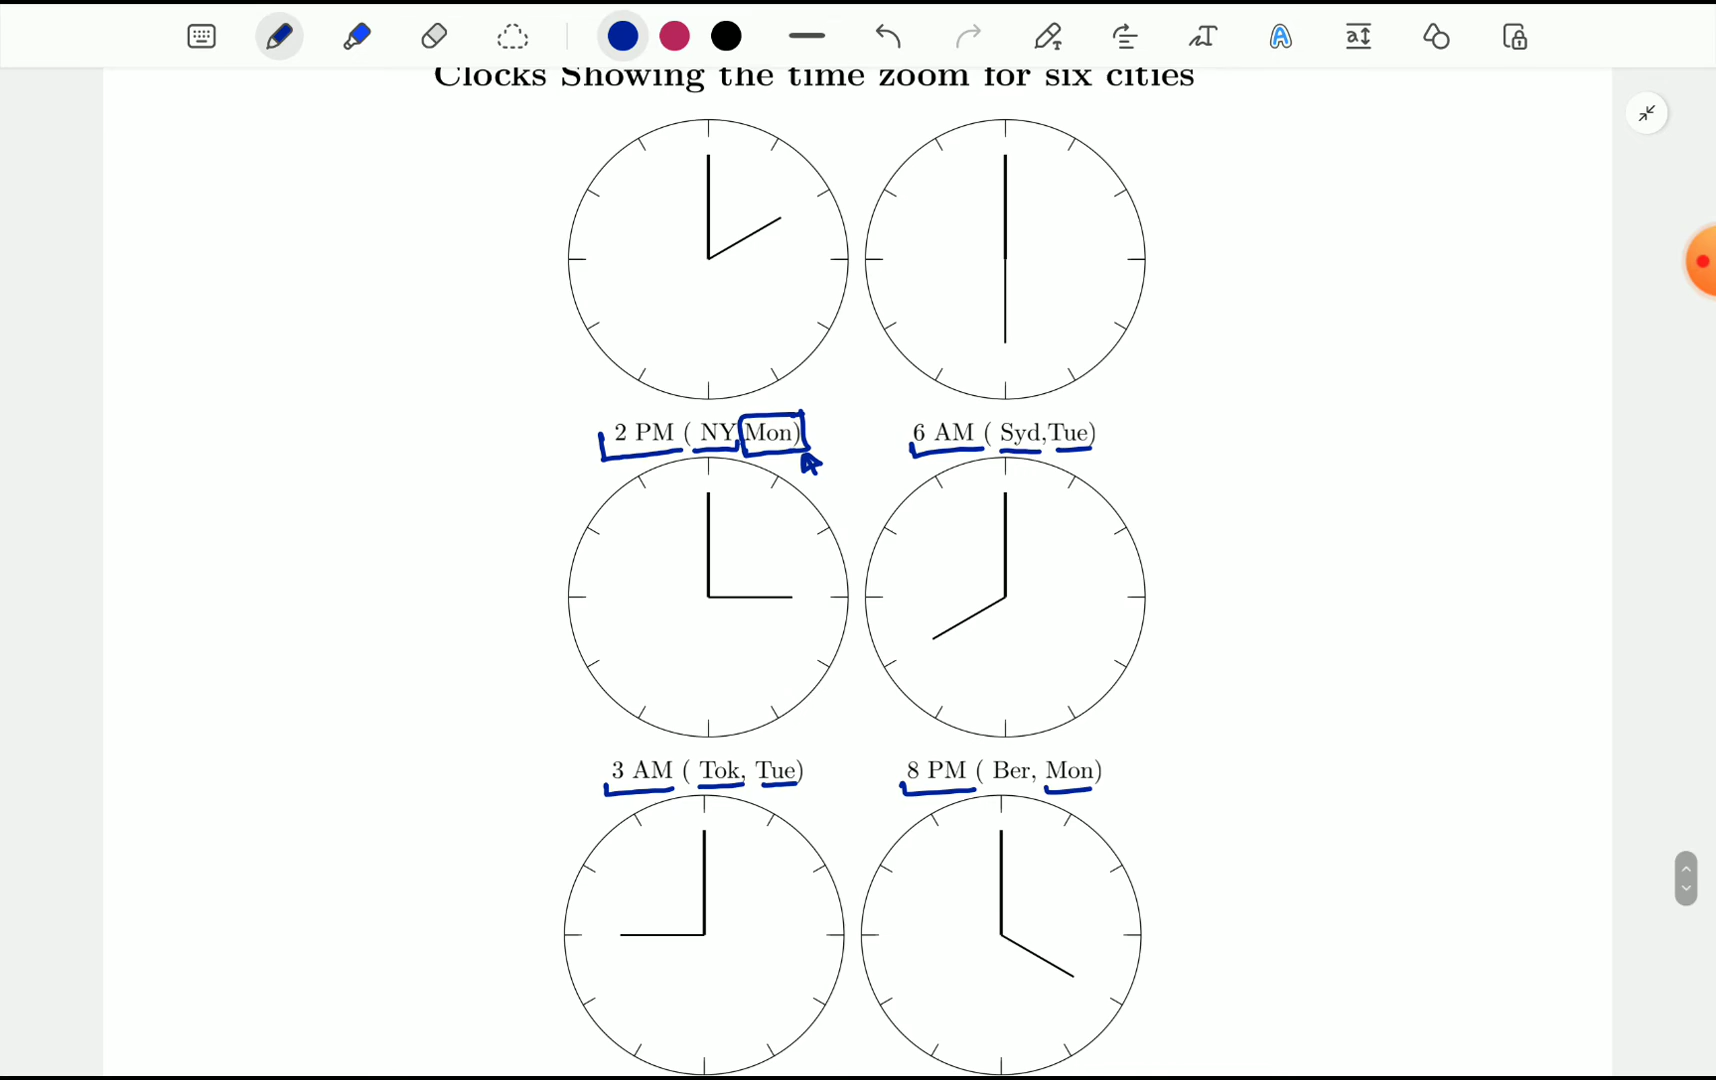 Clocks Showing the time zoom for six cities
2 PM ( NY Mon)
6 AM ( Syd,Tue)
3 AM ( Tok, Tue)
8 PM ( Ber, Mon)